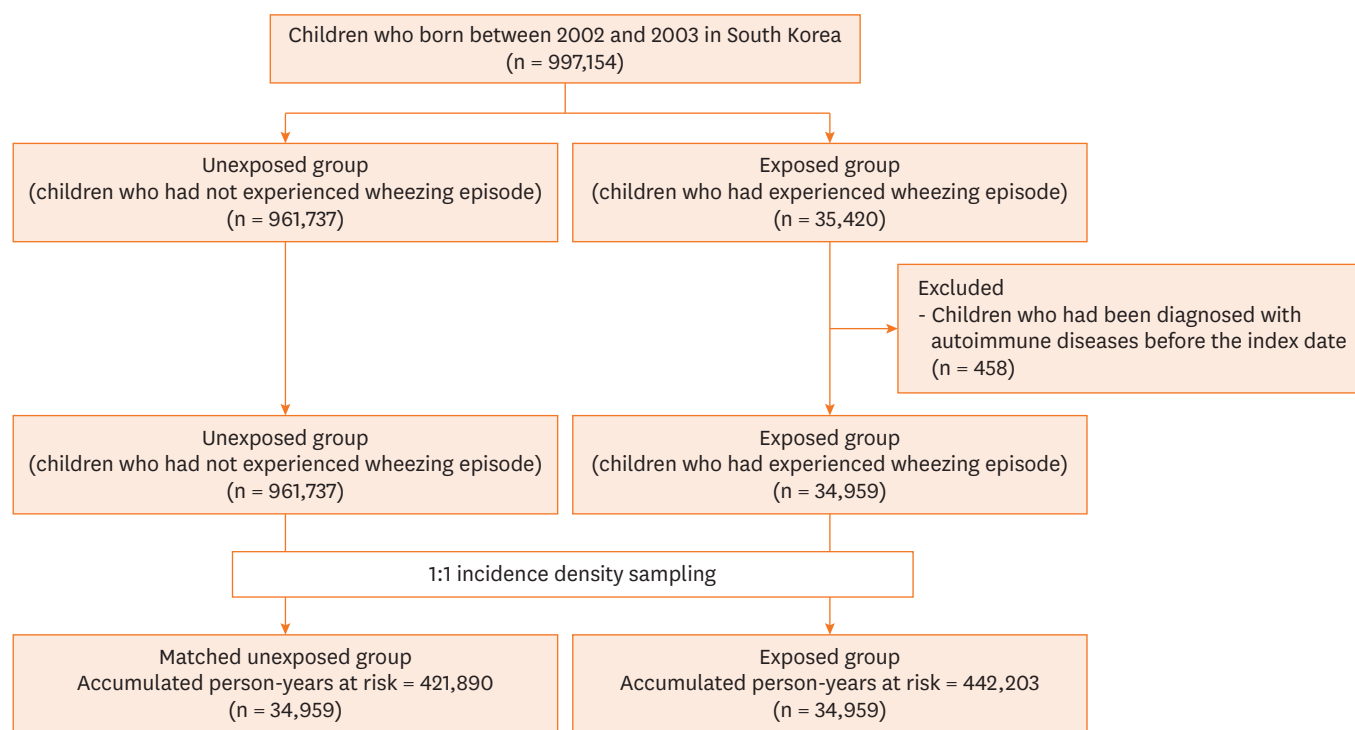 Children who born between 2002 and 2003 in South Korea
(n = 997,154)
Unexposed group
(children who had not experienced wheezing episode)
(n = 961,737)
Exposed group
(children who had experienced wheezing episode)
(n = 35,420)
Excluded
- Children who had been diagnosed with
autoimmune diseases before the index date
(n = 458)
Unexposed group
(children who had not experienced wheezing episode)
(n = 961,737)
Exposed group
(children who had experienced wheezing episode)
(n = 34,959)
1:1 incidence density sampling
Matched unexposed group
Accumulated person-years at risk = 421,890
(n = 34,959)
Exposed group
Accumulated person-years at risk = 442,203
(n = 34,959)